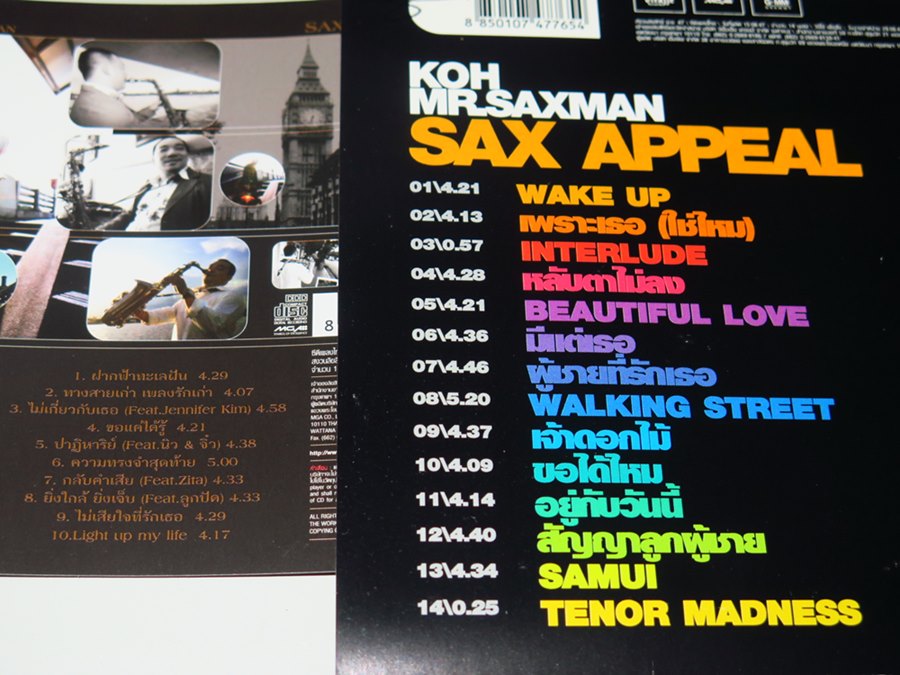 SAX
COMPACT
disc
DIGITAL AUDIO
MGA
8
1. ฝากฟ้าทะเลฝัน 4.29
2. ทางสายเก่า เพลงรักเก่า 4.07
3. ไม่เกี่ยวกับเธอ (Feat.Jennifer Kim) 4.58
4. ขอแค่ได้รู้ 4.21
5. ปาฏิหาริย์ (Feat.นิว & จิ๋ว) 4.38
6. ความทรงจำสุดท้าย 5.00
7. กลับคำเสีย (Feat.Zita) 4.33
8. ยิ่งใกล้ ยิ่งเจ็บ (Feat.ลูกปัด) 4.33
9. ไม่เสียใจที่รักเธอ 4.29
10.Light up my life 4.17
ALL RIGHT
THE WORK
COPYING
8 850107 477654
KOH
MR.SAXMAN
SAX APPEAL
01\4.21 WAKE UP
02\4.13 เพราะเธอ (ใช่ไหม)
03\0.57 INTERLUDE
04\4.28 หลับตาไม่ลง
05\4.21 BEAUTIFUL LOVE
06\4.36 มีแต่เธอ
07\4.46 ผู้ชายที่รักเธอ
08\5.20 WALKING STREET
09\4.37 เจ้าดอกไม้
10\4.09 ขอได้ไหม
11\4.14 อยู่กับวันนี้
12\4.40 สัญญาลูกผู้ชาย
13\4.34 SAMUI
14\0.25 TENOR MADNESS